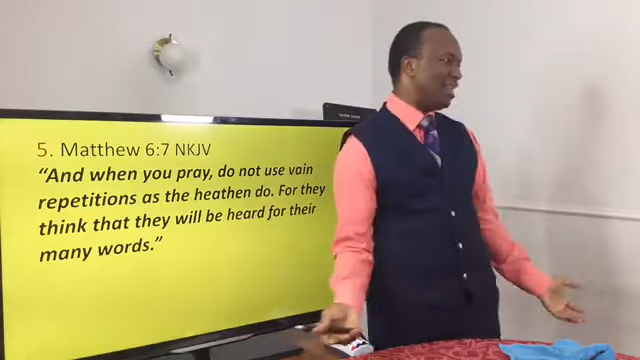 5. Matthew 6:7 NKJV
“And when you pray, do not use vain
repetitions as the heathen do. For they
think that they will be heard for their
many words.”